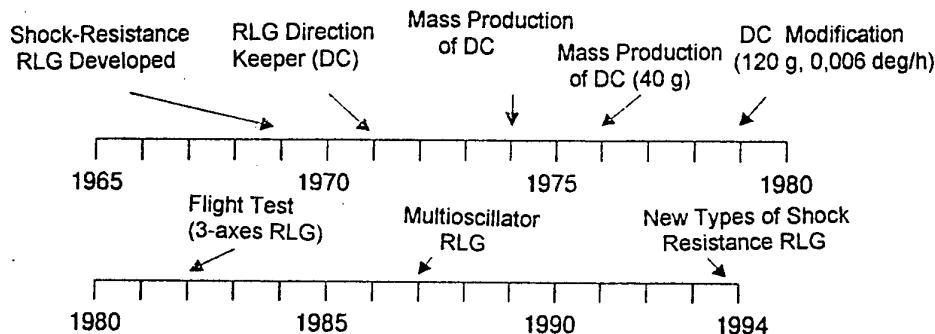 Shock-Resistance
RLG Developed
RLG Direction
Keeper (DC)
Mass Production
of DC
Mass Production
of DC (40 g)
DC Modification
(120 g, 0,006 deg/h)
1965
1970
1975
1980
Flight Test
(3-axes RLG)
Multioscillator
RLG
New Types of Shock
Resistance RLG
1980
1985
1990
1994